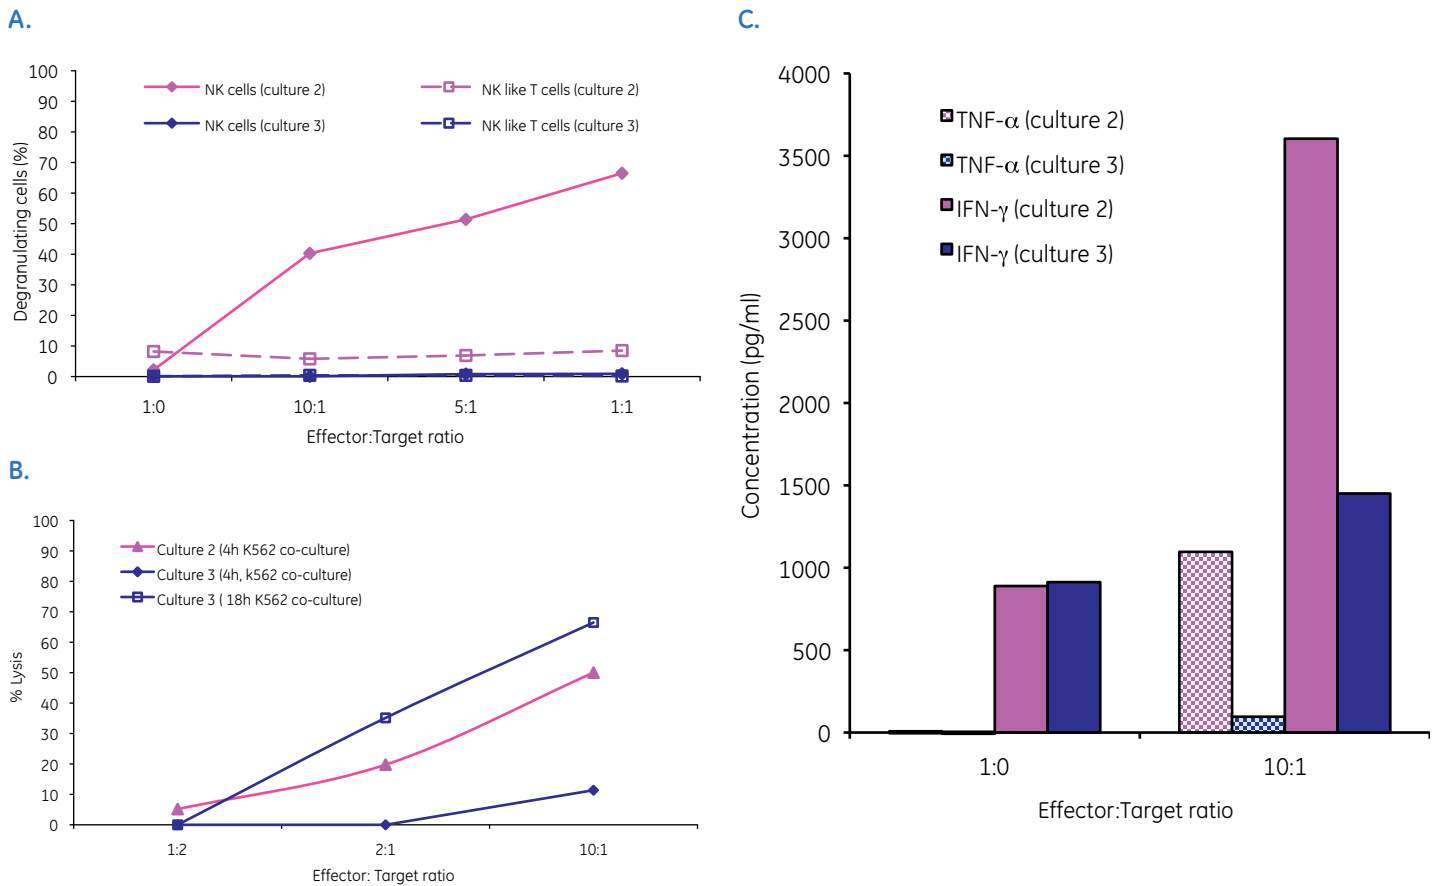 A.
100
90
80
70
60
50
40
30
20
10
0
Degranulating cells (%)
NK cells (culture 2)
NK like T cells (culture 2)
NK cells (culture 3)
NK like T cells (culture 3)
1:0 10:1 5:1 1:1
Effector:Target ratio
B.
100
90
80
70
60
50
40
30
20
10
0
% Lysis
Culture 2 (4h K562 co-culture)
Culture 3 (4h, k562 co-culture)
Culture 3 ( 18h K562 co-culture)
1:2 2:1 10:1
Effector: Target ratio
C.
4000
3500
3000
2500
2000
1500
1000
500
0
Concentration (pg/ml)
TNF-α (culture 2)
TNF-α (culture 3)
IFN-γ (culture 2)
IFN-γ (culture 3)
1:0 10:1
Effector:Target ratio